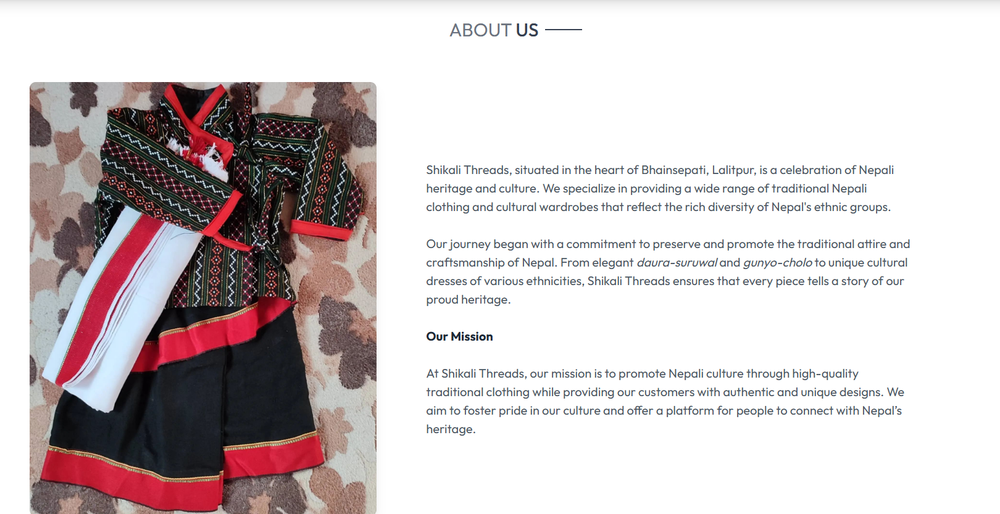 ABOUT US
Shikali Threads, situated in the heart of Bhainsepati, Lalitpur, is a celebration of Nepali
heritage and culture. We specialize in providing a wide range of traditional Nepali
clothing and cultural wardrobes that reflect the rich diversity of Nepal's ethnic groups.
Our journey began with a commitment to preserve and promote the traditional attire and
craftsmanship of Nepal. From elegant daura-suruwal and gunyo-cholo to unique cultural
dresses of various ethnicities, Shikali Threads ensures that every piece tells a story of our
proud heritage.
Our Mission
At Shikali Threads, our mission is to promote Nepali culture through high-quality
traditional clothing while providing our customers with authentic and unique designs. We
aim to foster pride in our culture and offer a platform for people to connect with Nepal’s
heritage.